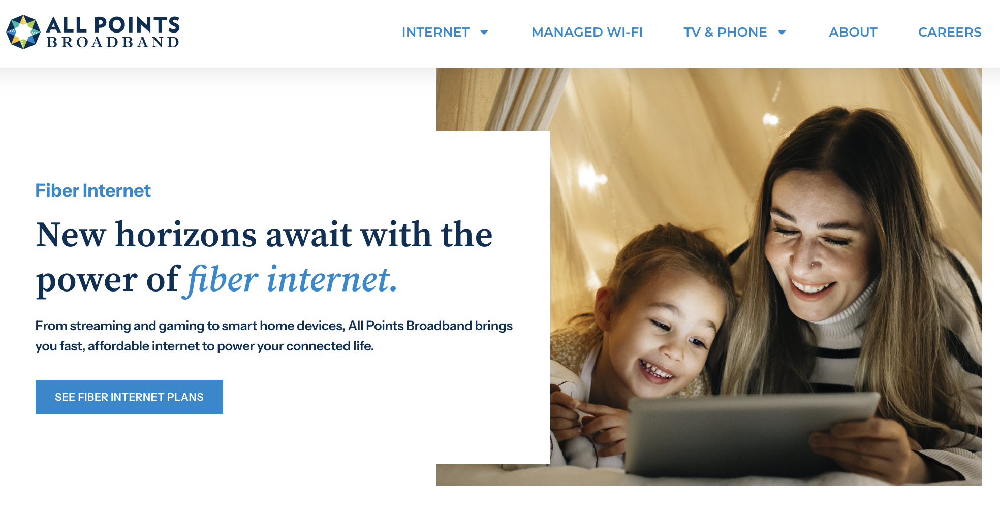 ALL POINTS
BROADBAND
INTERNET
MANAGED WI-FI
TV & PHONE
ABOUT
CAREERS
Fiber Internet
New horizons await with the
power of fiber internet.
From streaming and gaming to smart home devices, All Points Broadband brings
you fast, affordable internet to power your connected life.
SEE FIBER INTERNET PLANS